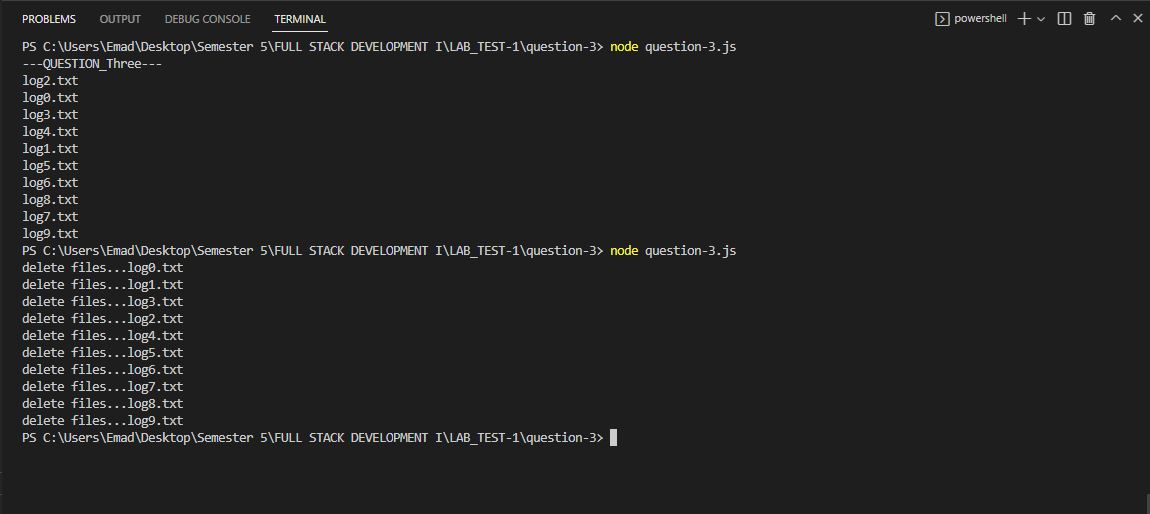 PROBLEMS OUTPUT DEBUG CONSOLE TERMINAL powershell
PS C:\Users\Emad\Desktop\Semester 5\FULL STACK DEVELOPMENT I\LAB_TEST-1\question-3> node question-3.js
---QUESTION_Three---
log2.txt
log0.txt
log3.txt
log4.txt
log1.txt
log5.txt
log6.txt
log8.txt
log7.txt
log9.txt
PS C:\Users\Emad\Desktop\Semester 5\FULL STACK DEVELOPMENT I\LAB_TEST-1\question-3> node question-3.js
delete files...log0.txt
delete files...log1.txt
delete files...log3.txt
delete files...log2.txt
delete files...log4.txt
delete files...log5.txt
delete files...log6.txt
delete files...log7.txt
delete files...log8.txt
delete files...log9.txt
PS C:\Users\Emad\Desktop\Semester 5\FULL STACK DEVELOPMENT I\LAB_TEST-1\question-3>